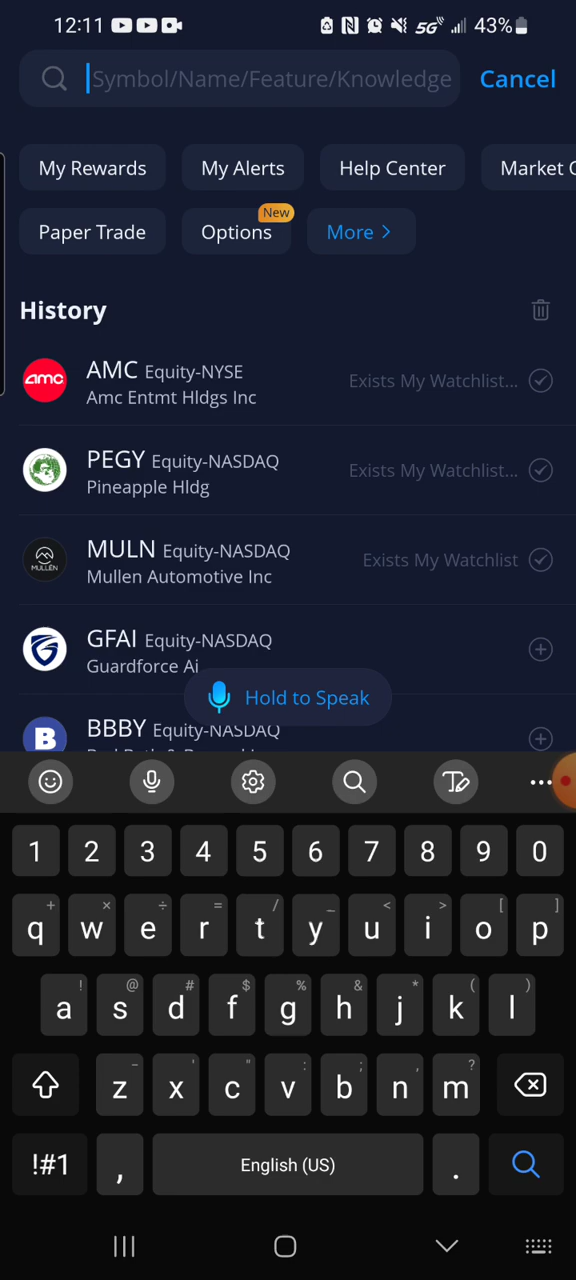 12:11 5G 43%
Symbol/Name/Feature/Knowledge Cancel
My Rewards My Alerts Help Center Market
Paper Trade Options New More >
History
amc AMC Equity-NYSE Exists My Watchlist...
Amc Entmt Hldgs Inc
PEGY Equity-NASDAQ Exists My Watchlist...
Pineapple Hldg
MULLEN MULN Equity-NASDAQ Exists My Watchlist
Mullen Automotive Inc
GFAI Equity-NASDAQ
Guardforce Ai
Hold to Speak
B BBBY Equity-NASDAQ
1 2 3 4 5 6 7 8 9 0
+ × ÷ = / _ < > [ ]
q w e r t y u i o p
! @ # $ % & * ( )
a s d f g h j k l
- ' " : ; , ?
z x c v b n m
!#1 , English (US) .